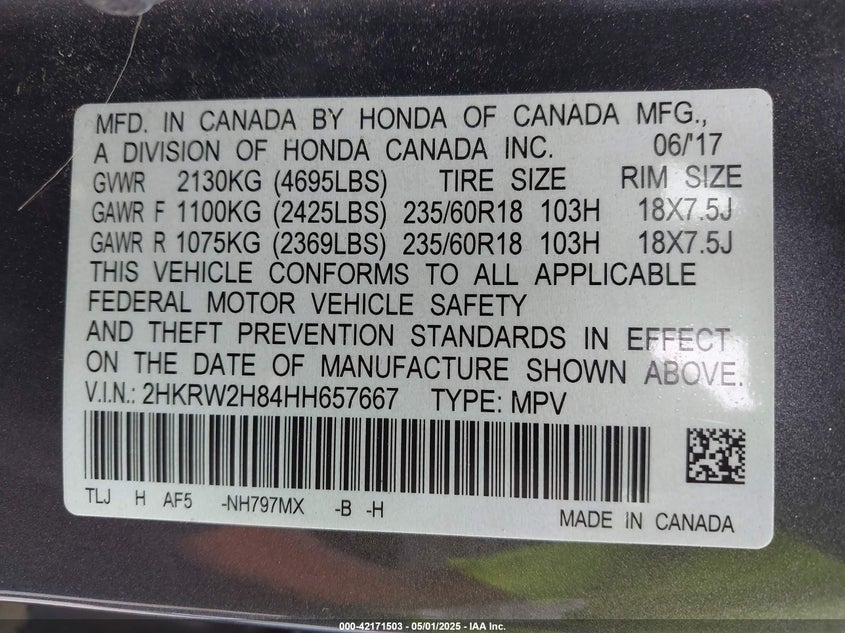 MFD. IN CANADA BY HONDA OF CANADA MFG.,
A DIVISION OF HONDA CANADA INC. 06/'17
GVWR 2130KG (4695LBS) TIRE SIZE RIM SIZE
GAWR F 1100KG (2425LBS) 235/60R18 103H 18X7.5J
GAWR R 1075KG (2369LBS) 235/60R18 103H 18X7.5J
THIS VEHICLE CONFORMS TO ALL APPLICABLE
FEDERAL MOTOR VEHICLE SAFETY
AND THEFT PREVENTION STANDARDS IN EFFECT
ON THE DATE OF MANUFACTURE SHOWN ABOVE.
V.I.N.: 2HKRW2H84HH657667 TYPE: MPV
TLJ H AF5 -NH797MX -B -H
MADE IN CANADA
000-42171503 - 05/01/2025 - IAA Inc.